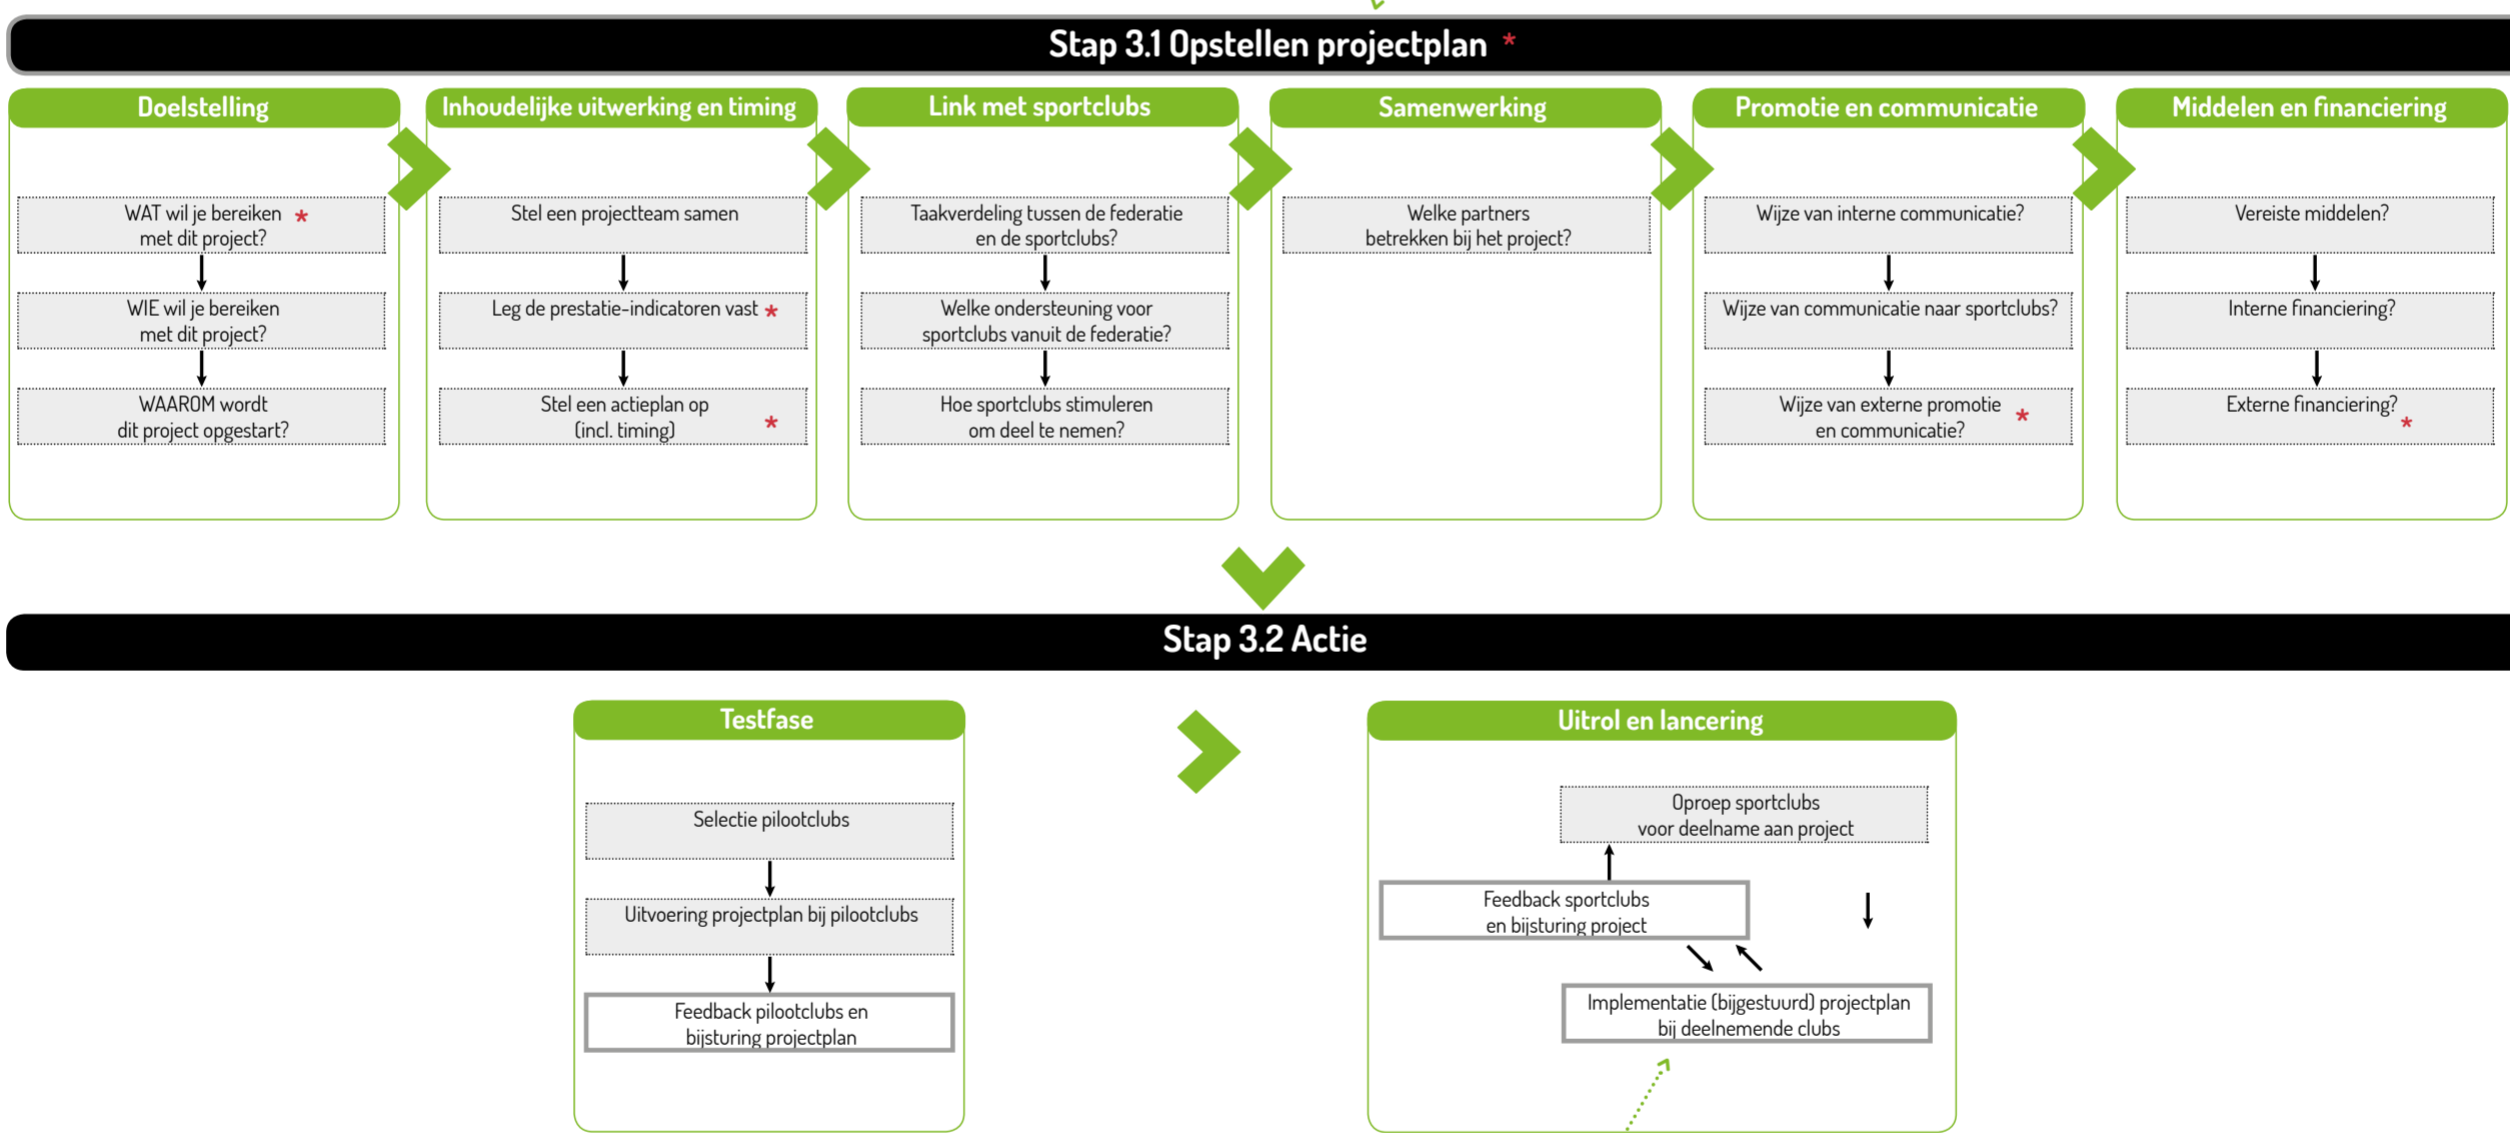 Stap 3.1 Opstellen projectplan *
Doelstelling
WAT wil je bereiken *
met dit project?
WIE wil je bereiken
met dit project?
WAAROM wordt
dit project opgestart?
Inhoudelijke uitwerking en timing
Stel een projectteam samen
Leg de prestatie-indicatoren vast *
Stel een actieplan op
(incl. timing) *
Link met sportclubs
Taakverdeling tussen de federatie
en de sportclubs?
Welke ondersteuning voor
sportclubs vanuit de federatie?
Hoe sportclubs stimuleren
om deel te nemen?
Samenwerking
Welke partners
betrekken bij het project?
Promotie en communicatie
Wijze van interne communicatie?
Wijze van communicatie naar sportclubs?
Wijze van externe promotie *
en communicatie?
Middelen en financiering
Vereiste middelen?
Interne financiering?
Externe financiering? *
Stap 3.2 Actie
Testfase
Selectie pilootclubs
Uitvoering projectplan bij pilootclubs
Feedback pilootclubs en
bijsturing projectplan
Uitrol en lancering
Oproep sportclubs
voor deelname aan project
Feedback sportclubs
en bijsturing project
Implementatie (bijgestuurd) projectplan
bij deelnemende clubs